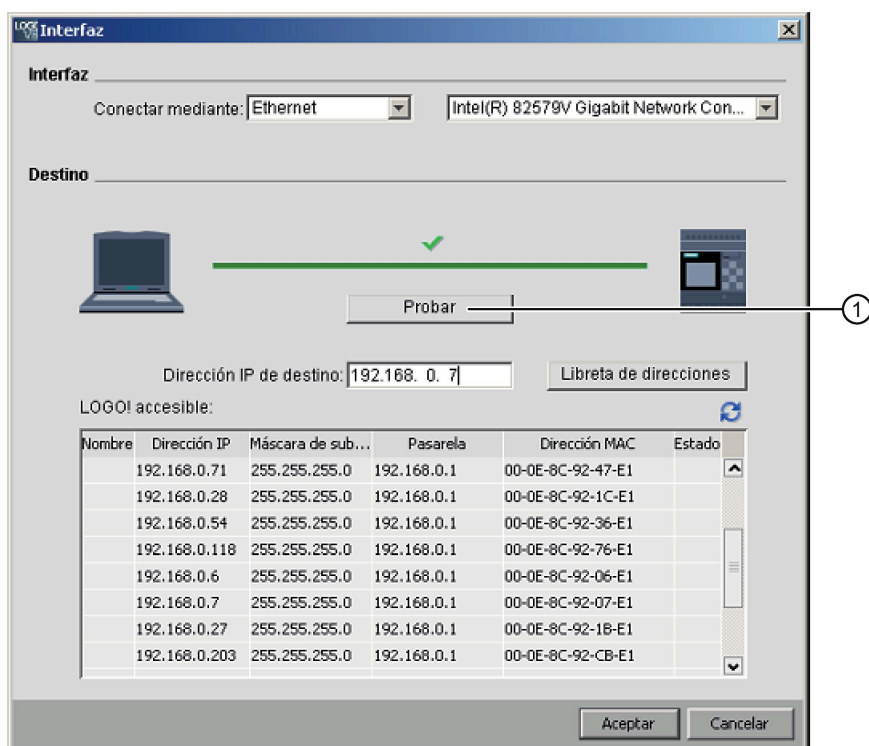 LOGO Interfaz
Interfaz
Conectar mediante: Ethernet Intel(R) 82579V Gigabit Network Con...
Destino
Probar
1
Dirección IP de destino: 192.168. 0. 7 Libreta de direcciones
LOGO! accesible:
Nombre Dirección IP Máscara de sub... Pasarela Dirección MAC Estado
192.168.0.71 255.255.255.0 192.168.0.1 00-0E-8C-92-47-E1
192.168.0.28 255.255.255.0 192.168.0.1 00-0E-8C-92-1C-E1
192.168.0.54 255.255.255.0 192.168.0.1 00-0E-8C-92-36-E1
192.168.0.118 255.255.255.0 192.168.0.1 00-0E-8C-92-76-E1
192.168.0.6 255.255.255.0 192.168.0.1 00-0E-8C-92-06-E1
192.168.0.7 255.255.255.0 192.168.0.1 00-0E-8C-92-07-E1
192.168.0.27 255.255.255.0 192.168.0.1 00-0E-8C-92-1B-E1
192.168.0.203 255.255.255.0 192.168.0.1 00-0E-8C-92-CB-E1
Aceptar Cancelar